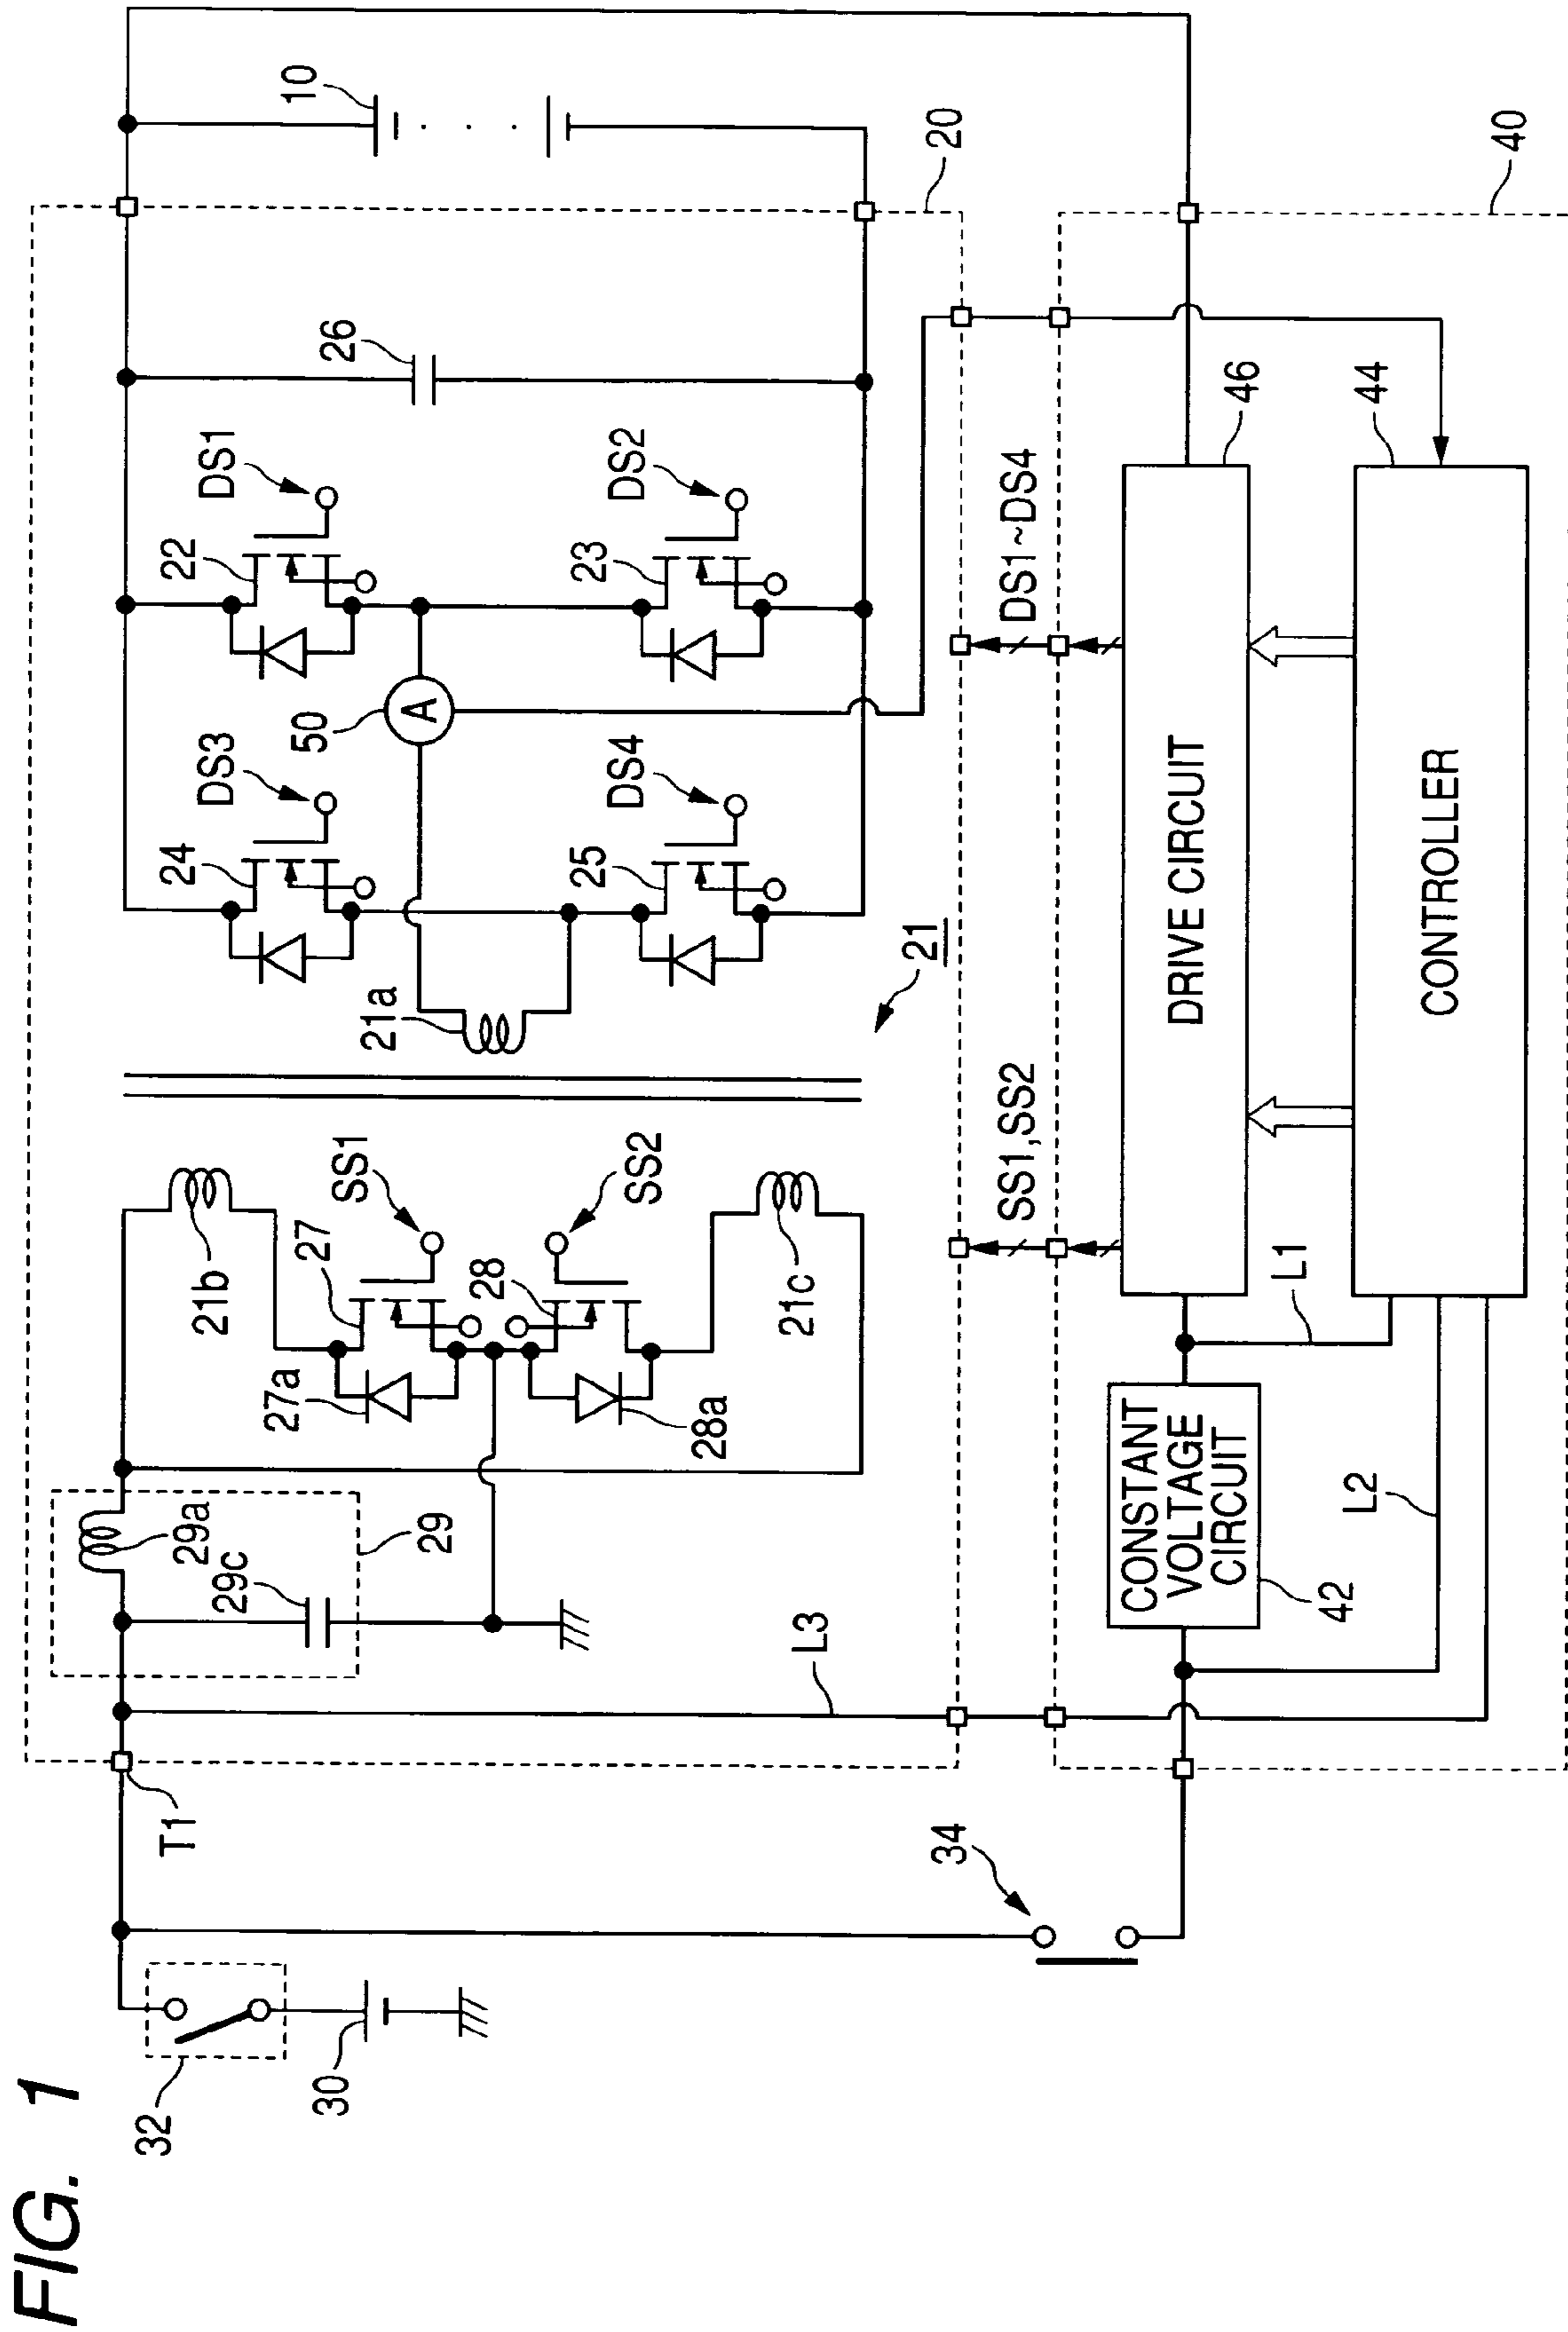 FIG. 1
10
20
26
DS1
DS2
22
23
50
A
DS3
DS4
24
25
21a
21
21b
27
SS1
SS2
28
21c
27a
28a
29a
29
29c
L3
T1
32
30
34
40
46
44
DS1~DS4
SS1,SS2
DRIVE CIRCUIT
CONTROLLER
L1
CONSTANT
VOLTAGE
CIRCUIT
42
L2